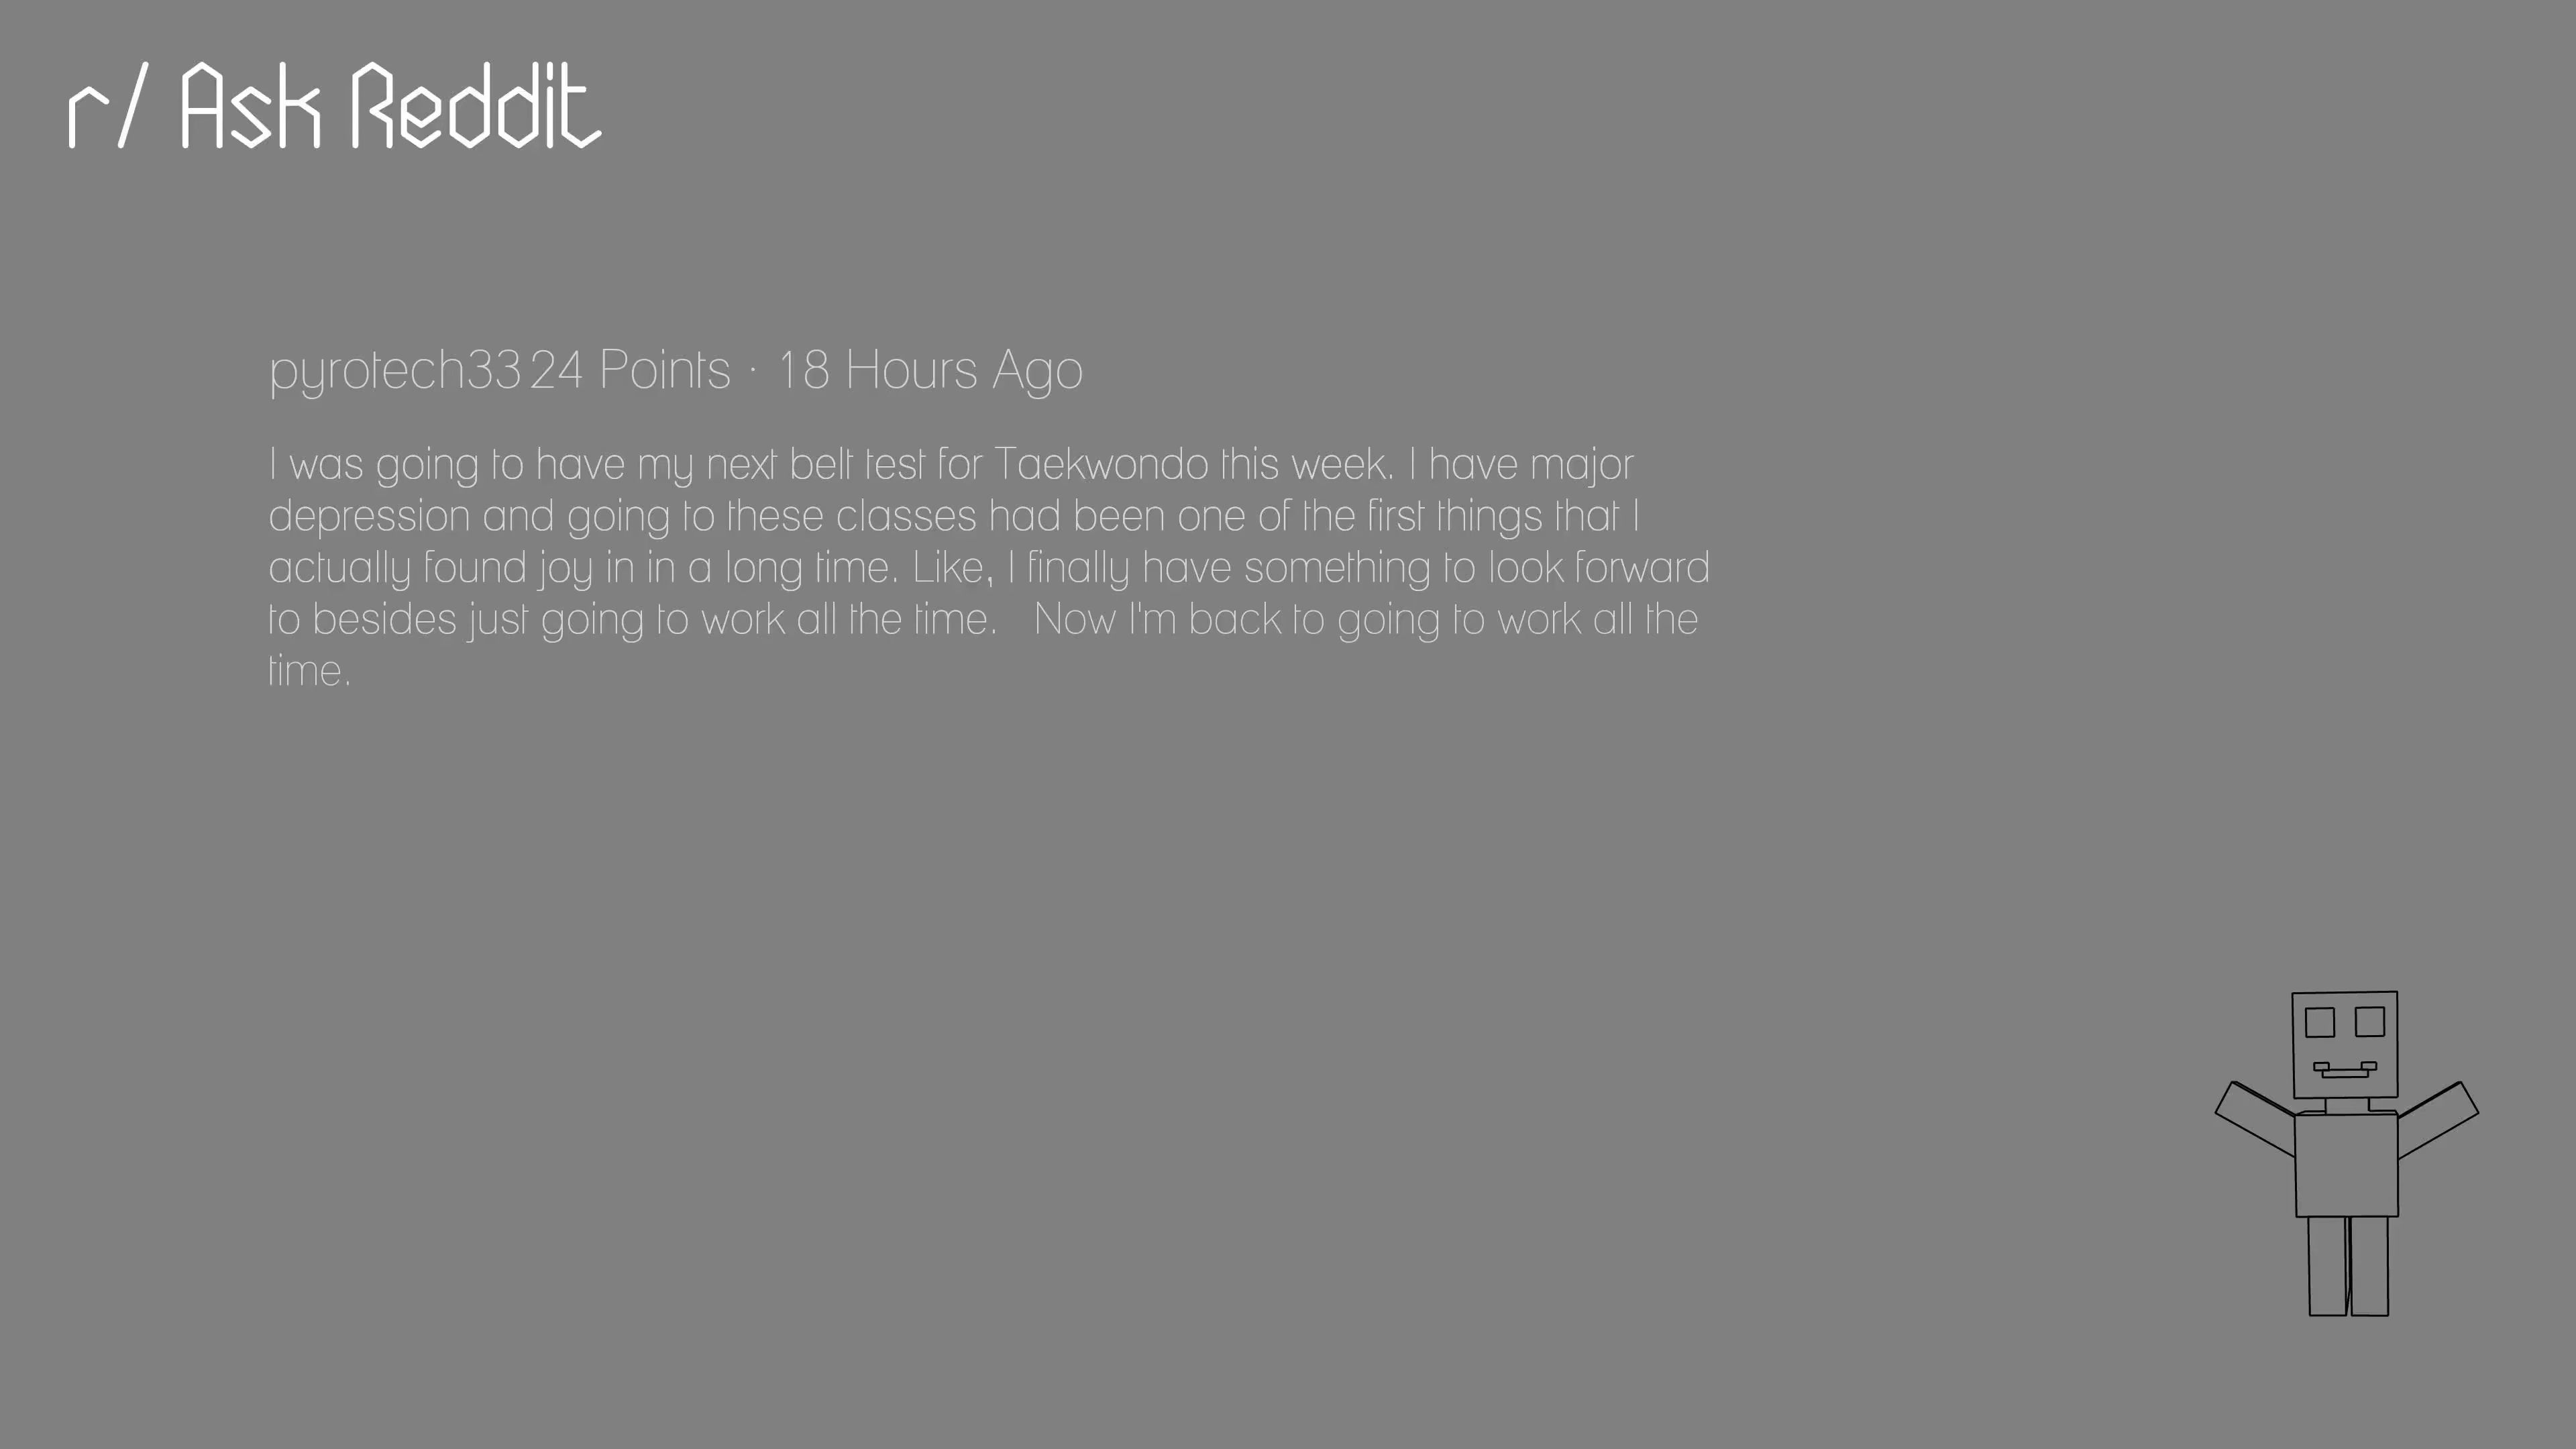 r/ Ask Reddit
pyrotech33 24 Points · 18 Hours Ago
I was going to have my next belt test for Taekwondo this week. I have major
depression and going to these classes had been one of the first things that I
actually found joy in in a long time. Like, I finally have something to look forward
to besides just going to work all the time.   Now I'm back to going to work all the
time.